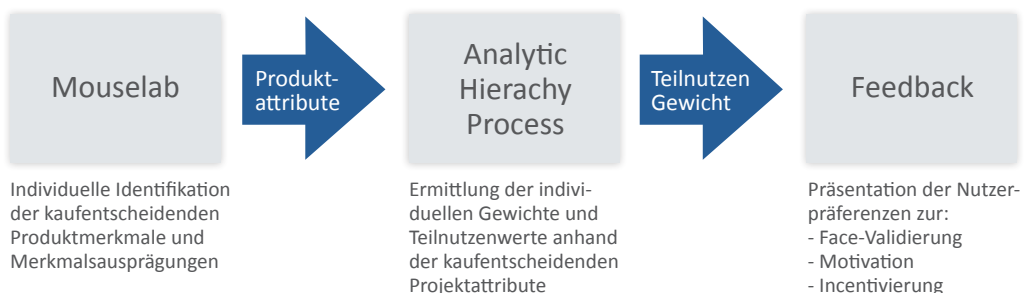 Mouselab
Produkt-
attribute
Analytic
Hierachy
Process
Teilnutzen
Gewicht
Feedback
Individuelle Identifikation
der kaufentscheidenden
Produktmerkmale und
Merkmalsausprägungen
Ermittlung der indivi-
duellen Gewichte und
Teilnutzenwerte anhand
der kaufentscheidenden
Projektattribute
Präsentation der Nutzer-
präferenzen zur:
- Face-Validierung
- Motivation
- Incentivierung